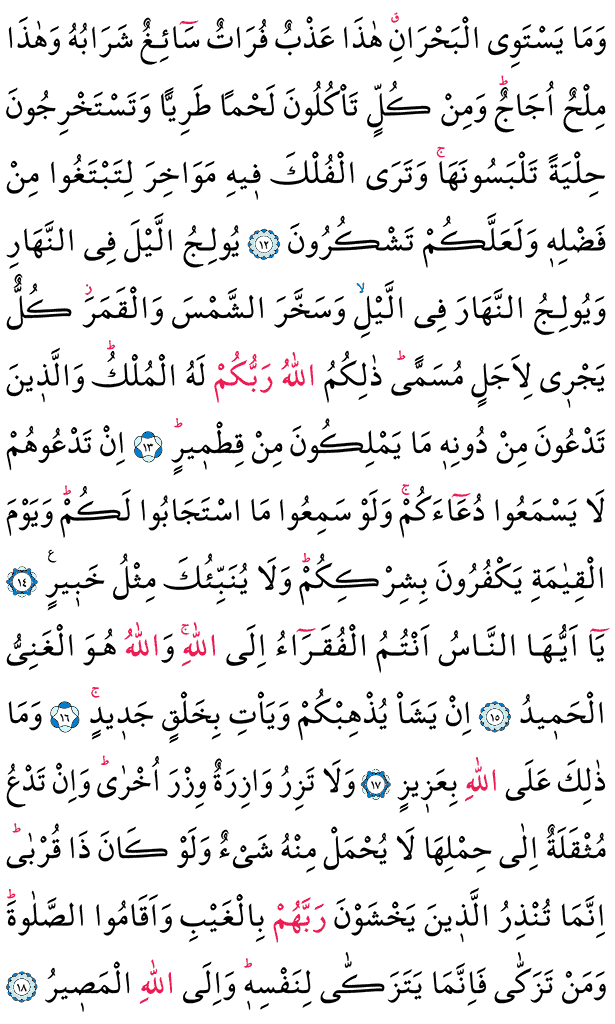 وَمَا يَسْتَوِى الْبَحْرَانِۗ هٰذَا عَذْبٌ فُرَاتٌ سَٓائِغٌ شَرَابُهُ وَهٰذَا
مِلْحٌ اُجَاجٌۜ وَمِنْ كُلٍّ تَاْكُلُونَ لَحْمًا طَرِيًّا وَتَسْتَخْرِجُونَ
حِلْيَةً تَلْبَسُونَهَاۚ وَتَرَى الْفُلْكَ ف۪يهِ مَوَاخِرَ لِتَبْتَغُوا مِنْ
فَضْلِه۪ وَلَعَلَّكُمْ تَشْكُرُونَ ﴿١٢﴾ يُولِجُ الَّيْلَ فِى النَّهَارِ
وَيُولِجُ النَّهَارَ فِى الَّيْلِۙ وَسَخَّرَ الشَّمْسَ وَالْقَمَرَۘ كُلٌّ
يَجْر۪ى لِاَجَلٍ مُسَمًّىۜ ذٰلِكُمُ اللّٰهُ رَبُّكُمْ لَهُ الْمُلْكُۜ وَالَّذ۪ينَ
تَدْعُونَ مِنْ دُونِه۪ مَا يَمْلِكُونَ مِنْ قِطْم۪يرٍۜ ﴿١٣﴾ اِنْ تَدْعُوهُمْ
لَا يَسْمَعُوا دُعَٓاءَكُمْۚ وَلَوْ سَمِعُوا مَا اسْتَجَابُوا لَكُمْۜ وَيَوْمَ
الْقِيٰمَةِ يَكْفُرُونَ بِشِرْكِكُمْۜ وَلَا يُنَبِّئُكَ مِثْلُ خَب۪يرٍ۟ ﴿١٤﴾
يَٓا اَيُّهَا النَّاسُ اَنْتُمُ الْفُقَرَٓاءُ اِلَى اللّٰهِۚ وَاللّٰهُ هُوَ الْغَنِىُّ
الْحَم۪يدُ ﴿١٥﴾ اِنْ يَشَاْ يُذْهِبْكُمْ وَيَاْتِ بِخَلْقٍ جَد۪يدٍۚ ﴿١٦﴾ وَمَا
ذٰلِكَ عَلَى اللّٰهِ بِعَز۪يزٍ ﴿١٧﴾ وَلَا تَزِرُ وَازِرَةٌ وِزْرَ اُخْرٰىۜ وَاِنْ تَدْعُ
مُثْقَلَةٌ اِلٰى حِمْلِهَا لَا يُحْمَلْ مِنْهُ شَىْءٌ وَلَوْ كَانَ ذَا قُرْبٰىۜ
اِنَّمَا تُنْذِرُ الَّذ۪ينَ يَخْشَوْنَ رَبَّهُمْ بِالْغَيْبِ وَاَقَامُوا الصَّلٰوةَۜ
وَمَنْ تَزَكّٰى فَاِنَّمَا يَتَزَكّٰى لِنَفْسِه۪ۜ وَاِلَى اللّٰهِ الْمَص۪يرُ ﴿١٨﴾